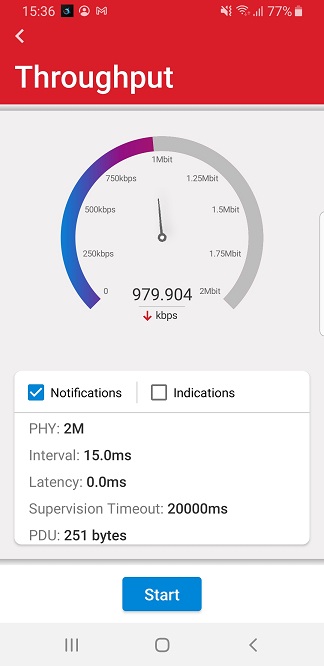 15:36
77%
Throughput
1Mbit
750kbps
1.25Mbit
500kbps
1.5Mbit
250kbps
1.75Mbit
0
979.904
2Mbit
kbps
Notifications
Indications
PHY: 2M
Interval: 15.0ms
Latency: 0.0ms
Supervision Timeout: 20000ms
PDU: 251 bytes
Start